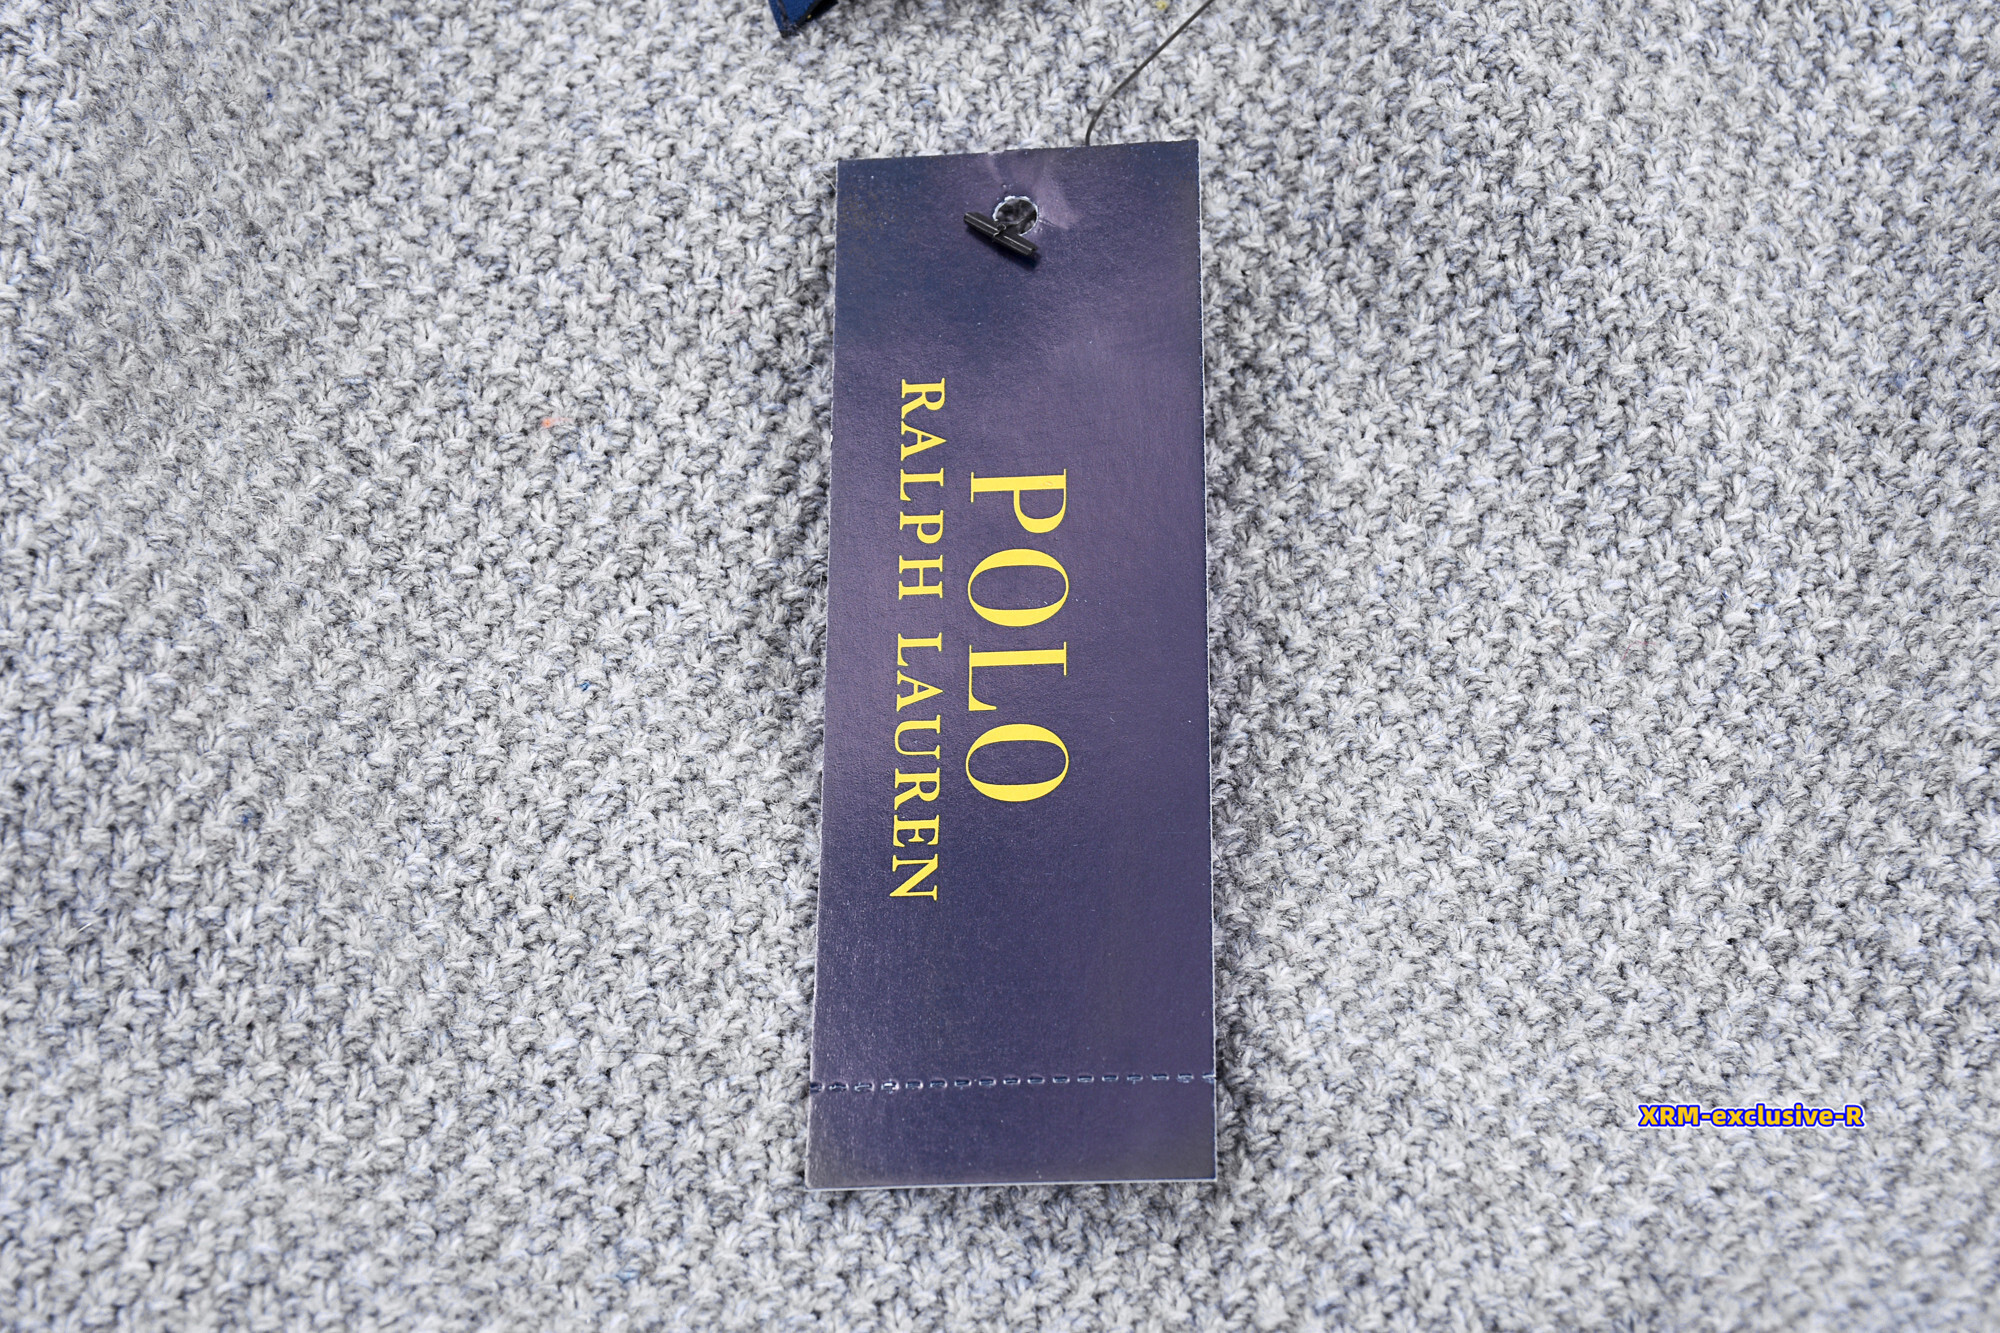 POLO
RALPH LAUREN
XRM-exclusive-R